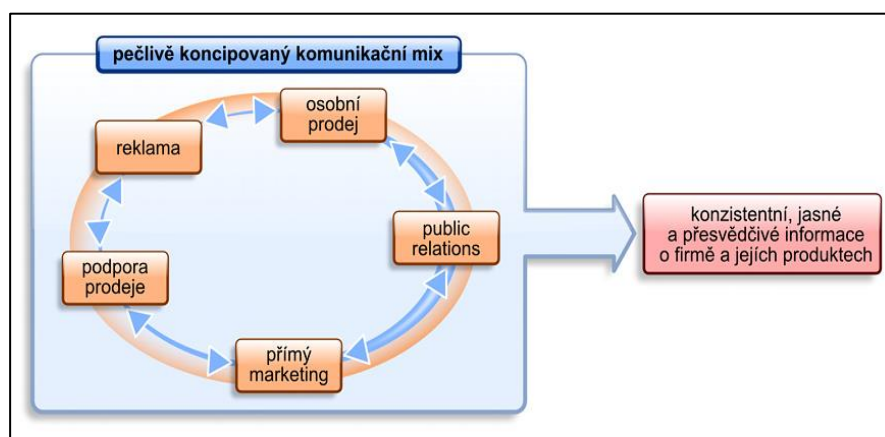 pečlivě koncipovaný komunikační mix
osobní
prodej
reklama
public
relations
podpora
prodeje
přímý
marketing
konzistentní, jasné
a přesvědčivé informace
o firmě a jejích produktech